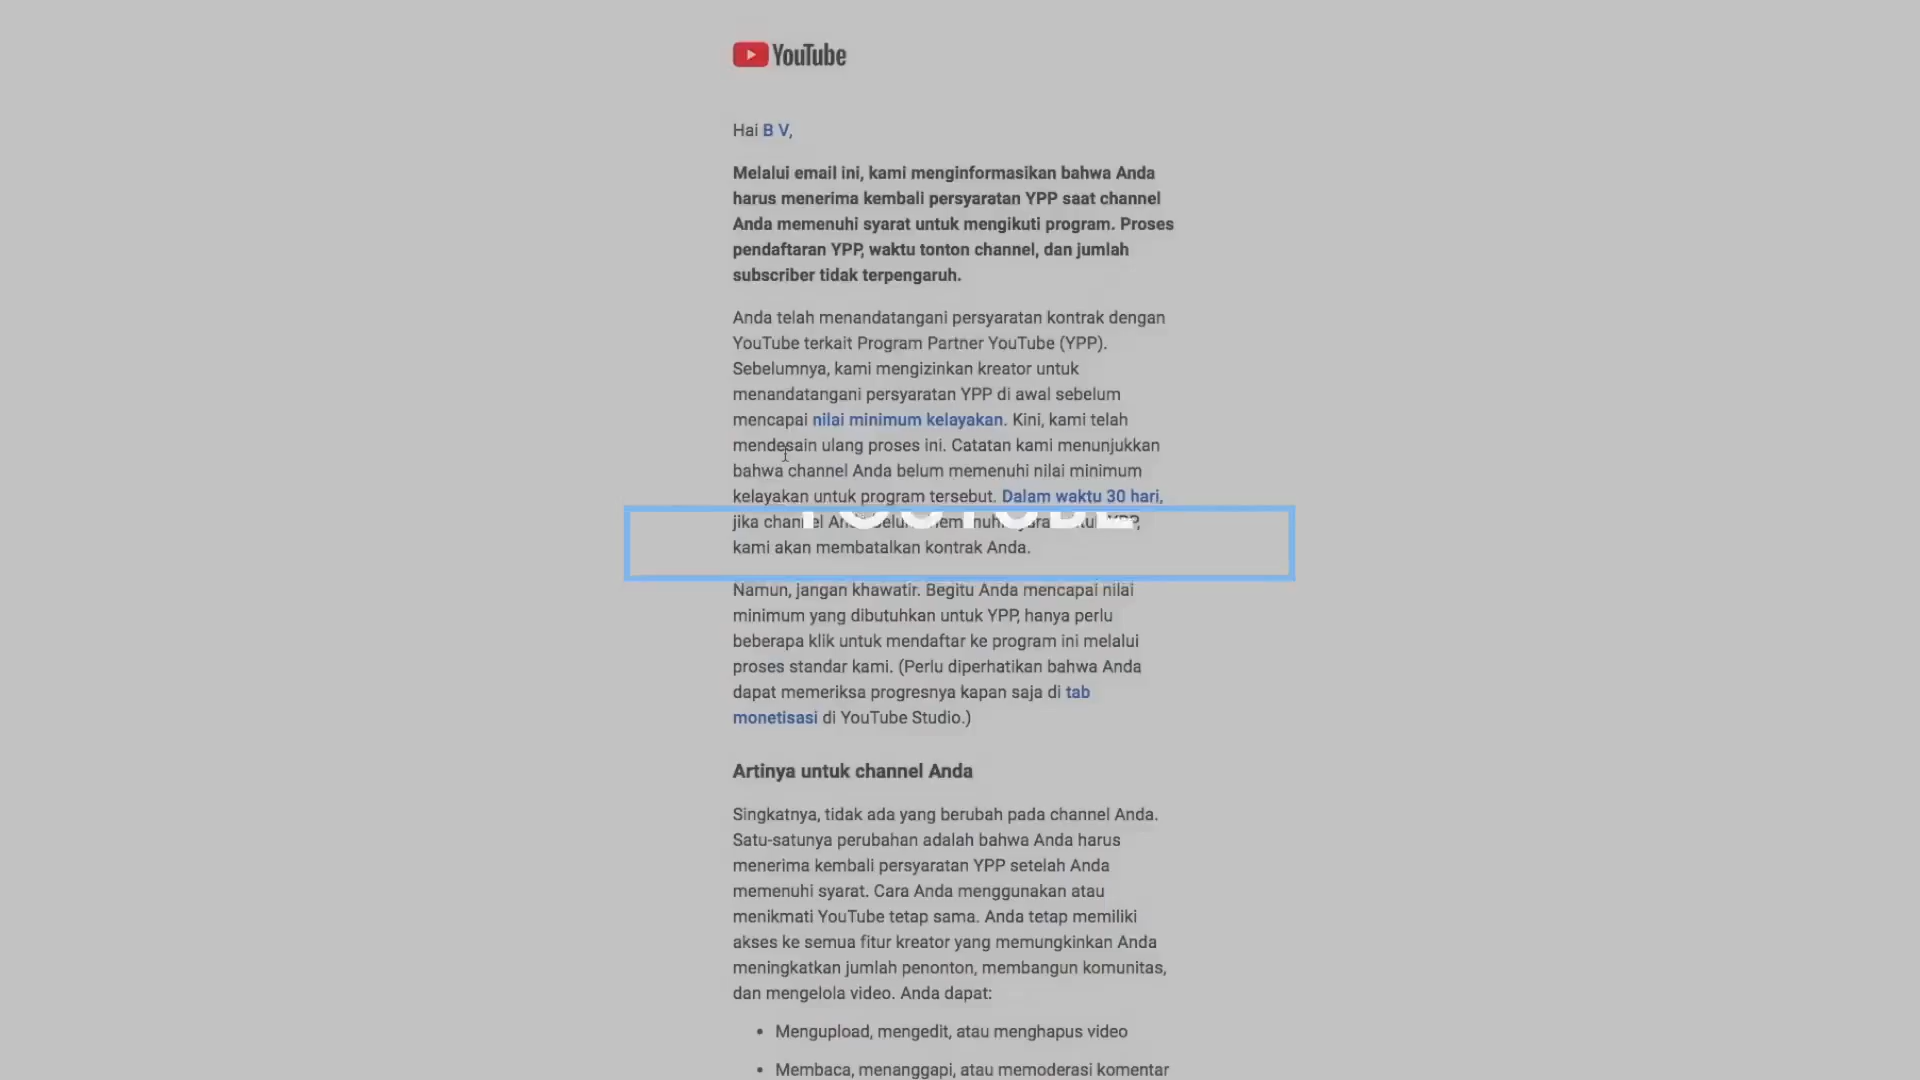 YouTube
Hai B V,
Melalui email ini, kami menginformasikan bahwa Anda
harus menerima kembali persyaratan YPP saat channel
Anda memenuhi syarat untuk mengikuti program. Proses
pendaftaran YPP, waktu tonton channel, dan jumlah
subscriber tidak terpengaruh.
Anda telah menandatangani persyaratan kontrak dengan
YouTube terkait Program Partner YouTube (YPP).
Sebelumnya, kami mengizinkan kreator untuk
menandatangani persyaratan YPP di awal sebelum
mencapai nilai minimum kelayakan. Kini, kami telah
mendesain ulang proses ini. Catatan kami menunjukkan
bahwa channel Anda belum memenuhi nilai minimum
kelayakan untuk program tersebut. Dalam waktu 30 hari,
jika channel Anda belum memenuhi syarat untuk YPP,
kami akan membatalkan kontrak Anda.
Namun, jangan khawatir. Begitu Anda mencapai nilai
minimum yang dibutuhkan untuk YPP, hanya perlu
beberapa klik untuk mendaftar ke program ini melalui
proses standar kami. (Perlu diperhatikan bahwa Anda
dapat memeriksa progresnya kapan saja di tab
monetisasi di YouTube Studio.)
Artinya untuk channel Anda
Singkatnya, tidak ada yang berubah pada channel Anda.
Satu-satunya perubahan adalah bahwa Anda harus
menerima kembali persyaratan YPP setelah Anda
memenuhi syarat. Cara Anda menggunakan atau
menikmati YouTube tetap sama. Anda tetap memiliki
akses ke semua fitur kreator yang memungkinkan Anda
meningkatkan jumlah penonton, membangun komunitas,
dan mengelola video. Anda dapat:
• Mengupload, mengedit, atau menghapus video
• Membaca, menanggapi, atau memoderasi komentar